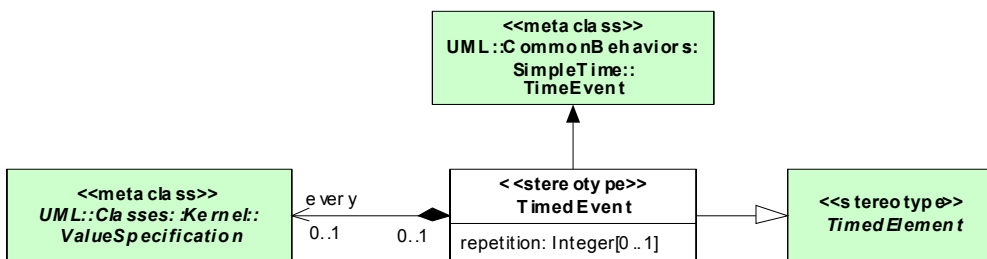 <<metaclass>>
UML::CommonBehaviors:
SimpleTime::
TimeEvent
<<metaclass>>
UML::Classes::Kernel::
ValueSpecification
every
0..1
0..1
<<stereotype>>
TimedEvent
repetition: Integer[0..1]
<<stereotype>>
TimedElement